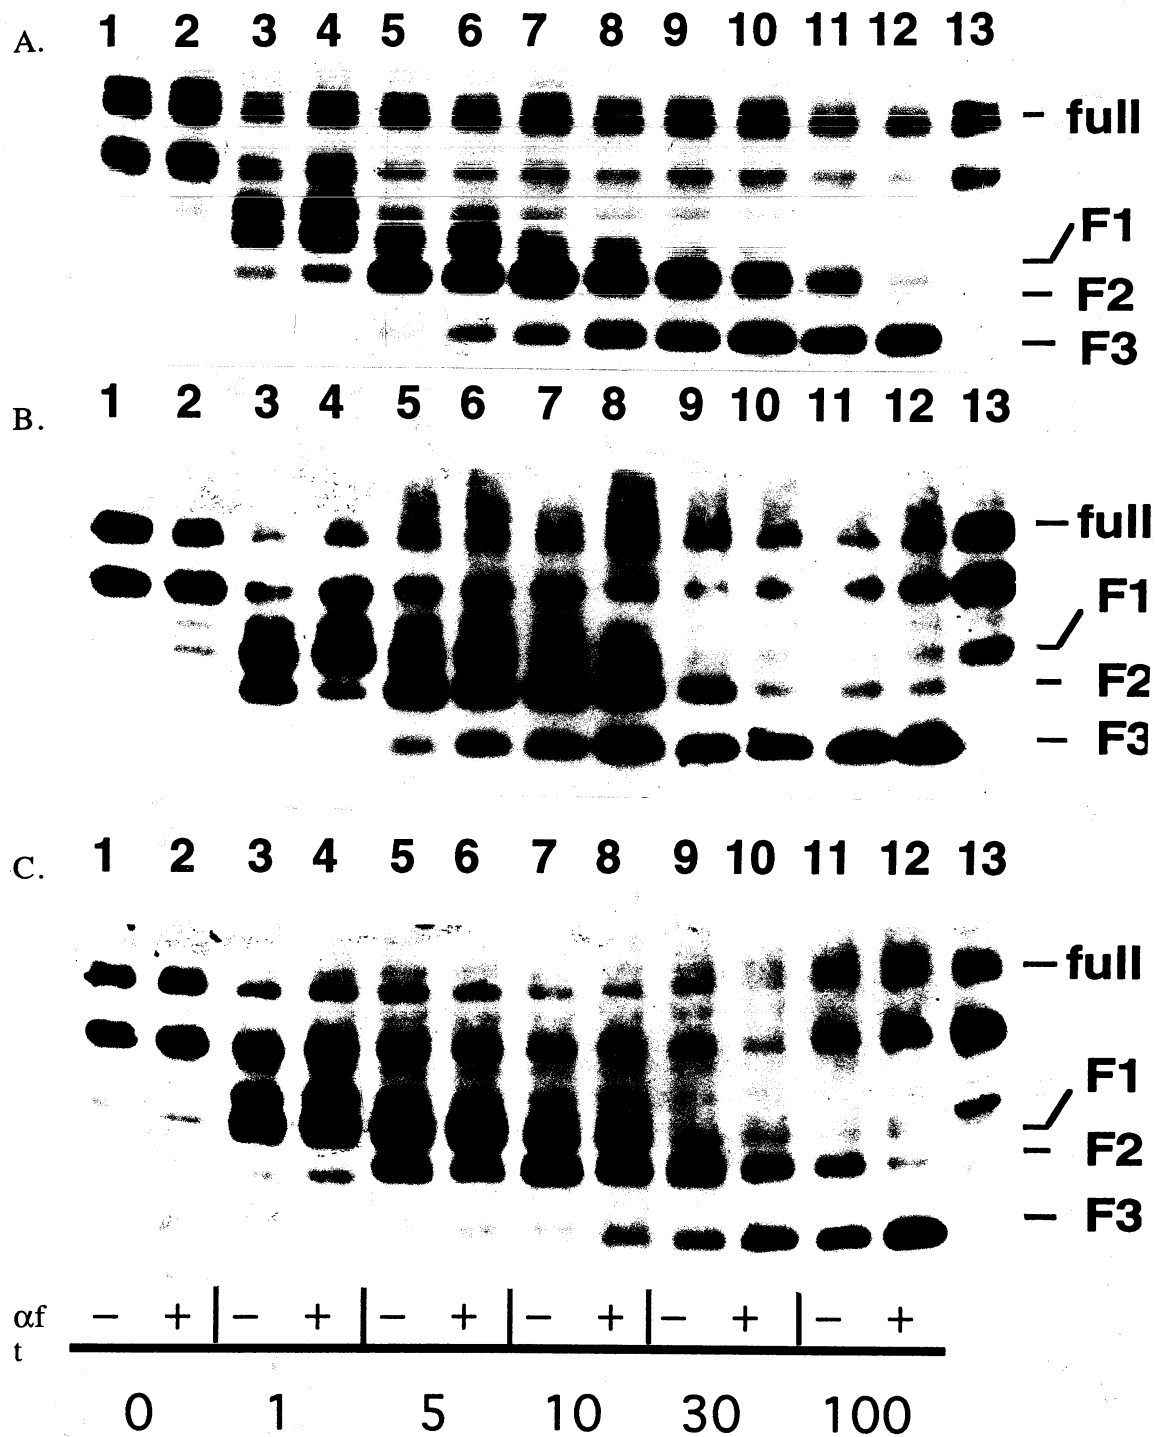 A. 1 2 3 4 5 6 7 8 9 10 11 12 13
full
F1
F2
F3
B. 1 2 3 4 5 6 7 8 9 10 11 12 13
full
F1
F2
F3
C. 1 2 3 4 5 6 7 8 9 10 11 12 13
full
F1
F2
F3
αf − + − + − + − + − + − +
t
0 1 5 10 30 100